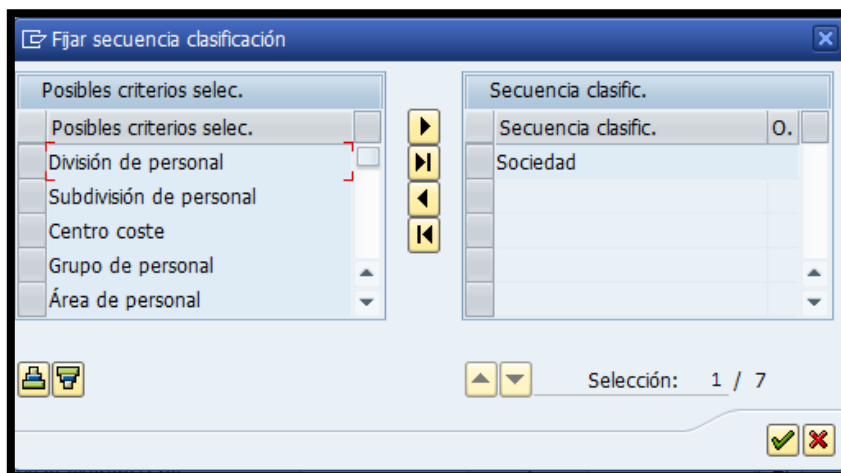 Fijar secuencia clasificación
Posibles criterios selec.
Posibles criterios selec.
División de personal
Subdivisión de personal
Centro coste
Grupo de personal
Área de personal
Secuencia clasific.
Secuencia clasific. O.
Sociedad
Selección: 1 / 7